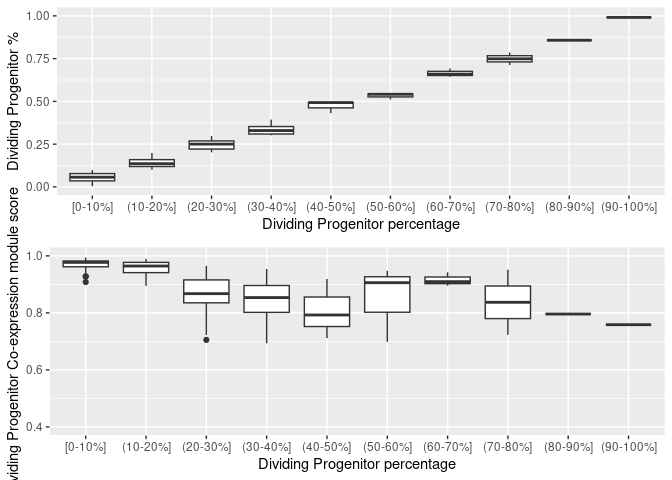 Dividing Progenitor %
1.00
0.75
0.50
0.25
0.00
[0-10%] (10-20%] (20-30%] (30-40%] (40-50%] (50-60%] (60-70%] (70-80%] (80-90%] (90-100%]
Dividing Progenitor percentage
viding Progenitor Co-expression module score
1.0
0.8
0.6
0.4
[0-10%] (10-20%] (20-30%] (30-40%] (40-50%] (50-60%] (60-70%] (70-80%] (80-90%] (90-100%]
Dividing Progenitor percentage